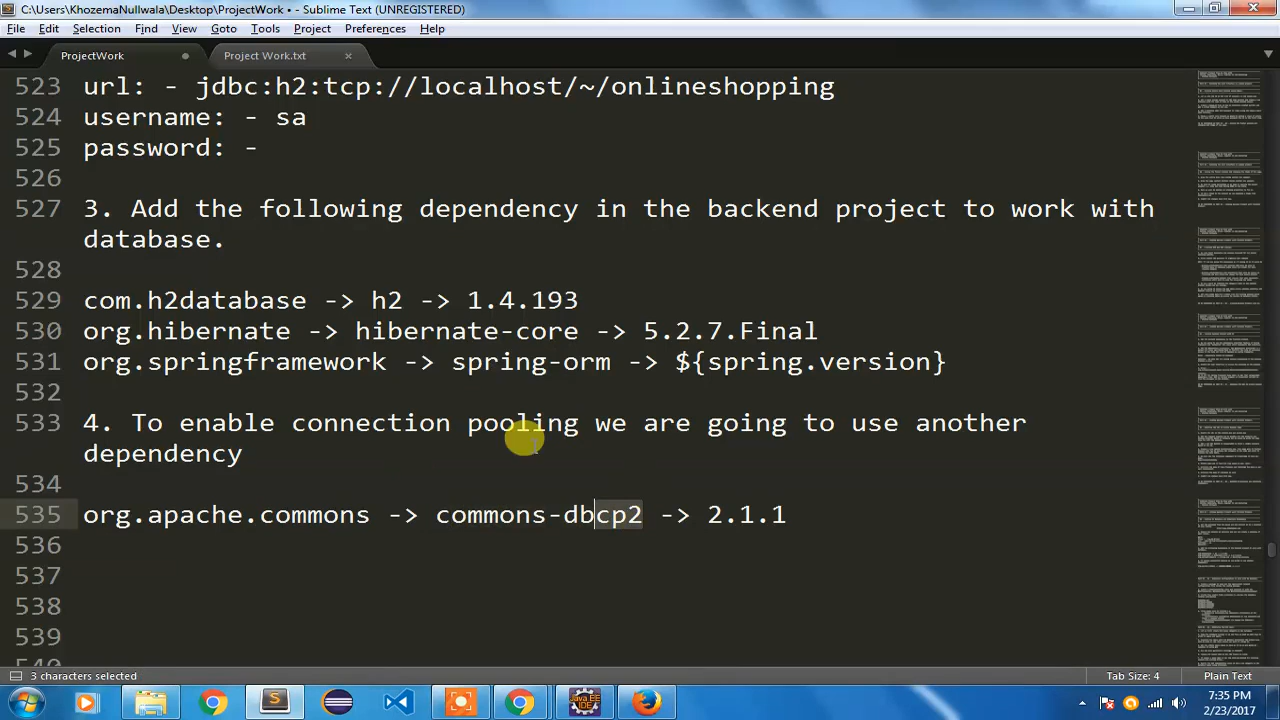 C:\Users\KhozemaNullwala\Desktop\ProjectWork • - Sublime Text (UNREGISTERED)
File Edit Selection Find View Goto Tools Project Preferences Help
ProjectWork Project Work.txt
523 url: - jdbc:h2:tcp://localhost/~/onlineshopping
524 username: - sa
525 password: -
526
527 3. Add the following dependency in the backend project to work with
database.
528
529 com.h2database -> h2 -> 1.4.193
530 org.hibernate -> hibernate-core -> 5.2.7.Final
531 org.springframework -> spring-orm -> ${spring.version}
532
533 4. To enable connection pooling we are going to use another
dependency
534
535 org.apache.commons -> commons-dbcp2 -> 2.1.1
536
537
538
539
540
3 characters selected Tab Size: 4 Plain Text
Java EE
IDE
7:35 PM
2/23/2017